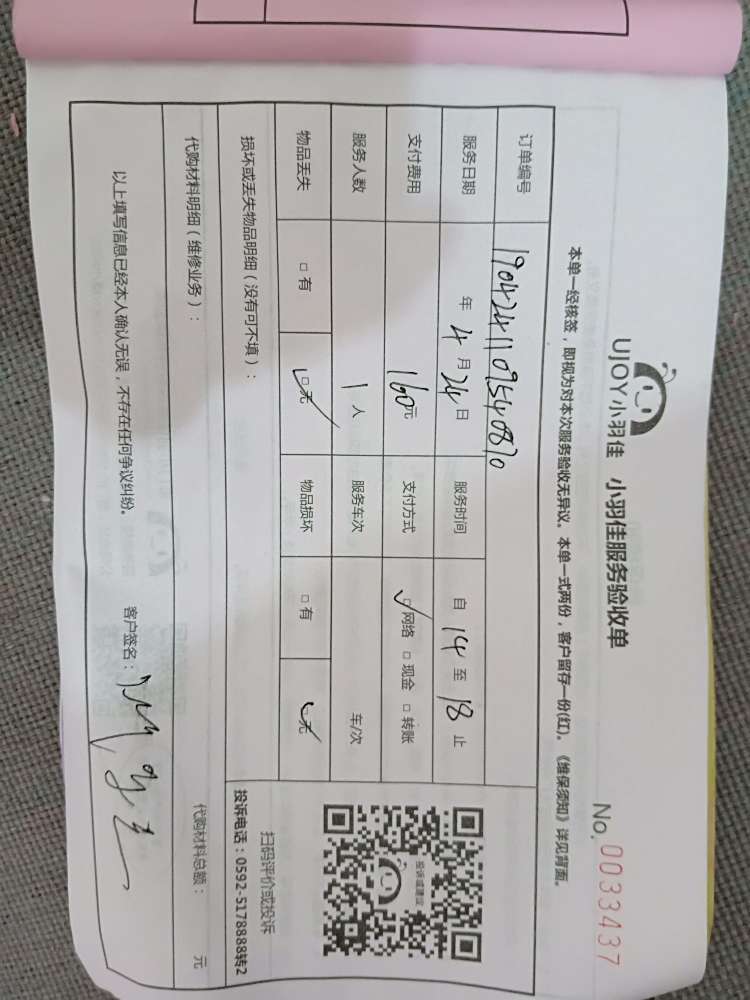 UJOY小羽佳 小羽佳服务验收单
No. 0033437
本单一经核签，即视为对本次服务验收无异议。本单一式两份，客户留存一份(红)。《维保须知》详见背面。
订单编号 190424110954087
服务日期 年 4 月 24 日 服务时间 自 14 至 18 止
支付费用 160元 支付方式 ☑网络 □现金 □转账
服务人数 1 人 服务车次 车/次
物品丢失 □有 ☑无 物品损坏 □有 ☑无
损坏或丢失物品明细（没有可不填）：
投诉或建议
扫码评价或投诉
投诉电话：0592-5178888转2
代购材料明细（维修业务）：
代购材料总额： 元
以上填写信息已经本人确认无误，不存在任何争议纠纷。
客户签名：